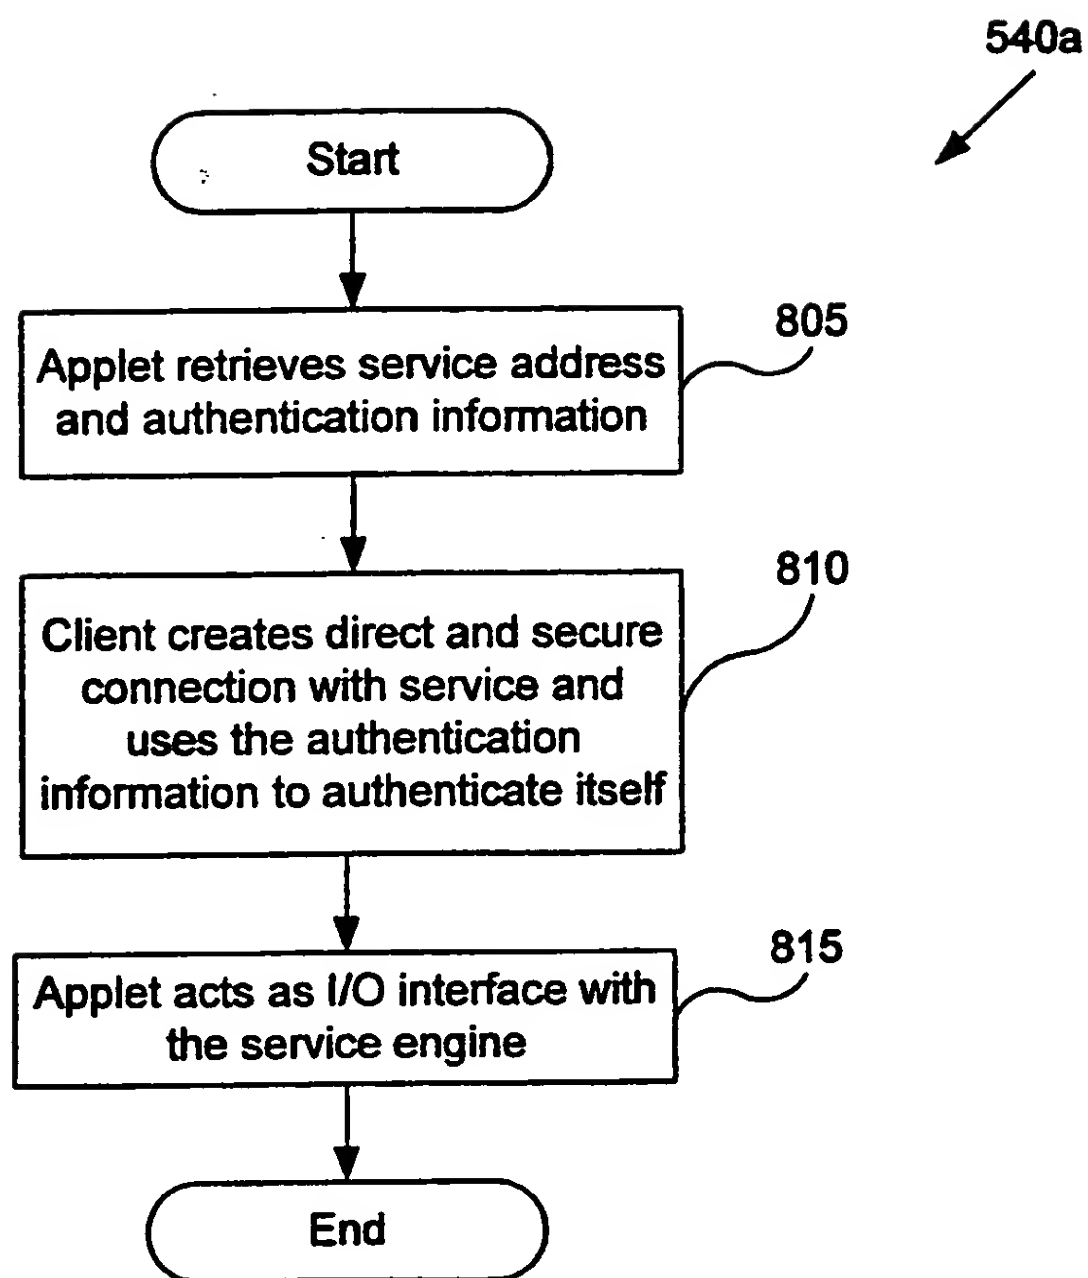 540a
Start
805
Applet retrieves service address
and authentication information
810
Client creates direct and secure
connection with service and
uses the authentication
information to authenticate itself
815
Applet acts as I/O interface with
the service engine
End